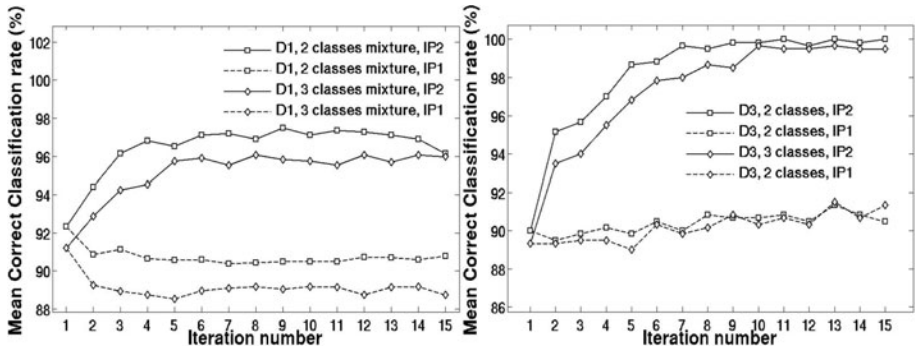 Mean Correct Classification rate (%)
102
100
98
96
94
92
90
88
D1, 2 classes mixture, IP2
D1, 2 classes mixture, IP1
D1, 3 classes mixture, IP2
D1, 3 classes mixture, IP1
1 2 3 4 5 6 7 8 9 10 11 12 13 14 15
Iteration number
Mean Correct Classification rate (%)
100
98
96
94
92
90
88
86
D3, 2 classes, IP2
D3, 2 classes, IP1
D3, 3 classes, IP2
D3, 2 classes, IP1
1 2 3 4 5 6 7 8 9 10 11 12 13 14 15
Iteration number